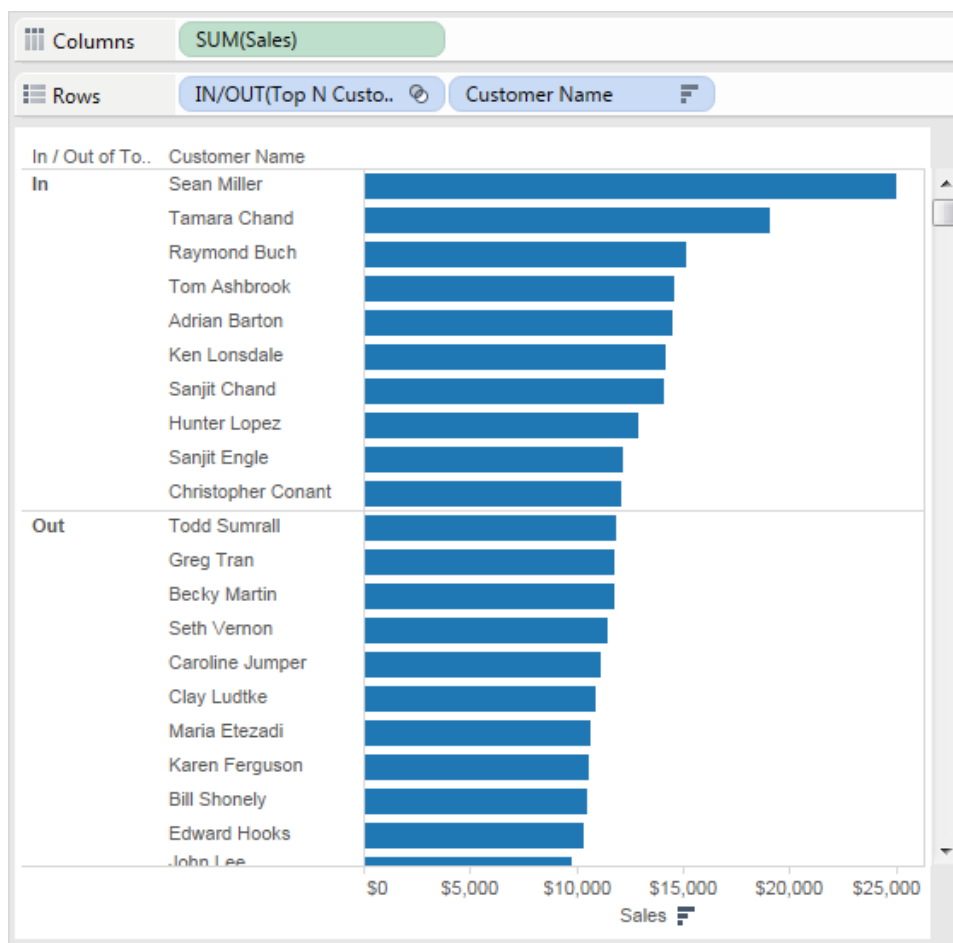 Columns SUM(Sales)
Rows IN/OUT(Top N Custo.. Customer Name
In / Out of To.. Customer Name
In Sean Miller
Tamara Chand
Raymond Buch
Tom Ashbrook
Adrian Barton
Ken Lonsdale
Sanjit Chand
Hunter Lopez
Sanjit Engle
Christopher Conant
Out Todd Sumrall
Greg Tran
Becky Martin
Seth Vernon
Caroline Jumper
Clay Ludtke
Maria Etezadi
Karen Ferguson
Bill Shonely
Edward Hooks
John Lee
$0 $5,000 $10,000 $15,000 $20,000 $25,000
Sales